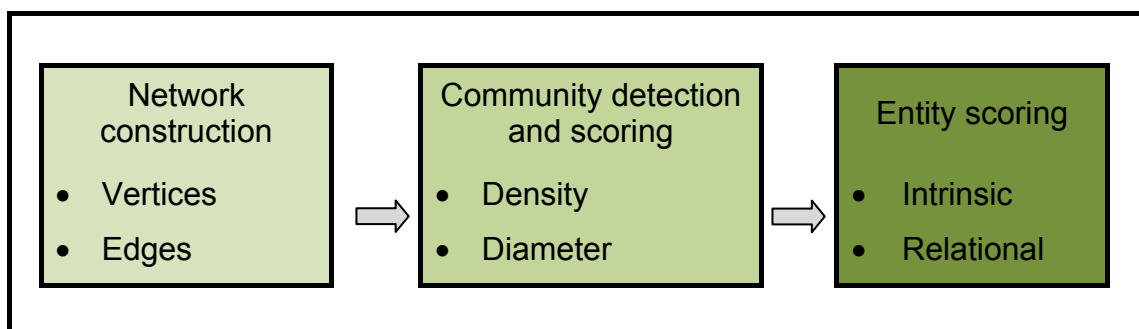 Network
construction
• Vertices
• Edges
Community detection
and scoring
• Density
• Diameter
Entity scoring
• Intrinsic
• Relational